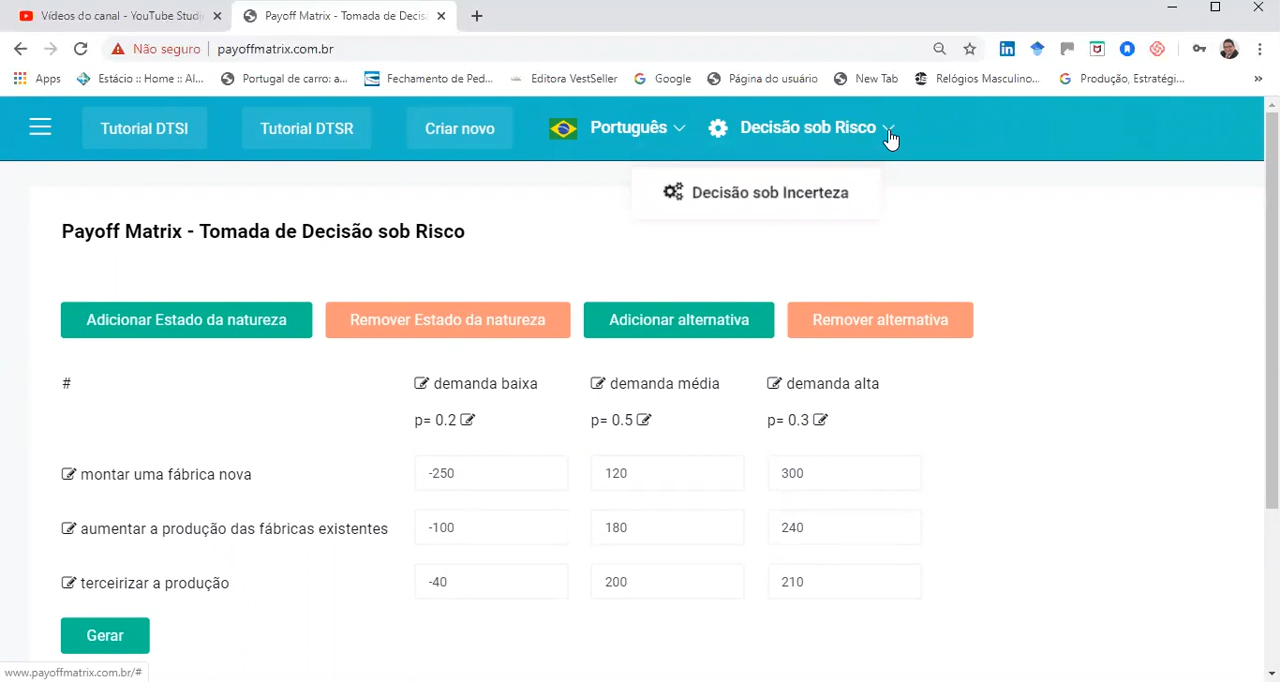 Vídeos do canal - YouTube Studi
Payoff Matrix - Tomada de Decisã
Não seguro
payoffmatrix.com.br
Apps
Estácio :: Home :: Al...
Portugal de carro: a...
Fechamento de Ped...
Editora VestSeller
Google
Página do usuário
New Tab
Relógios Masculino...
Produção, Estratégi...
»
Tutorial DTSI
Tutorial DTSR
Criar novo
Português
Decisão sob Risco
Decisão sob Incerteza
Payoff Matrix - Tomada de Decisão sob Risco
Adicionar Estado da natureza
Remover Estado da natureza
Adicionar alternativa
Remover alternativa
# demanda baixa demanda média demanda alta
p= 0.2 p= 0.5 p= 0.3
montar uma fábrica nova -250 120 300
aumentar a produção das fábricas existentes -100 180 240
terceirizar a produção -40 200 210
Gerar
www.payoffmatrix.com.br/#